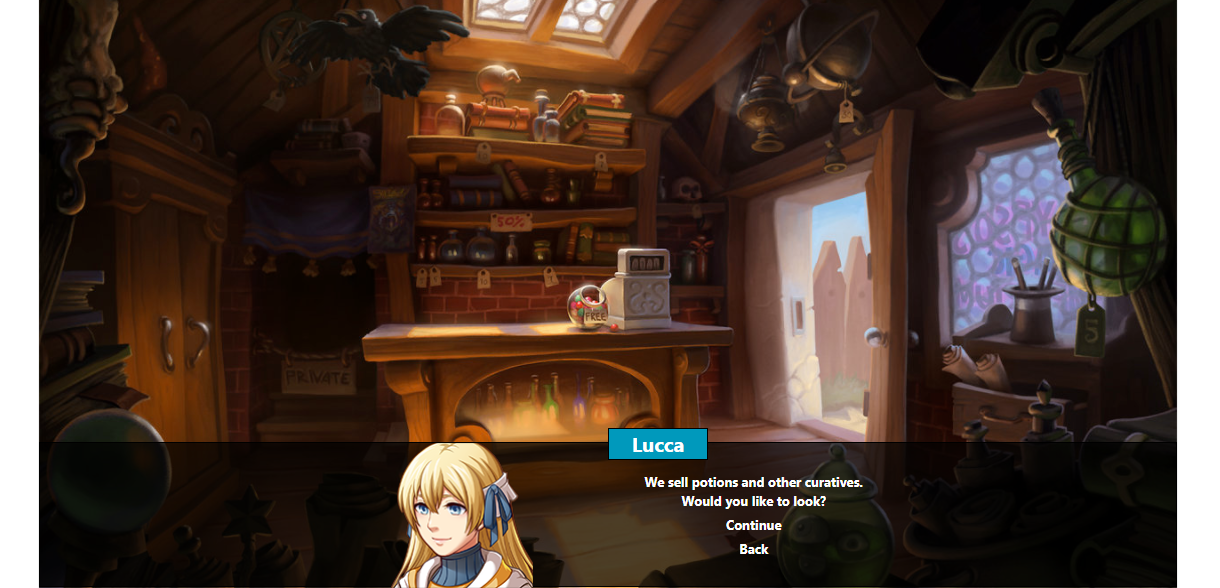 50%
FREE
PRIVATE
5
Lucca
We sell potions and other curatives.
Would you like to look?
Continue
Back